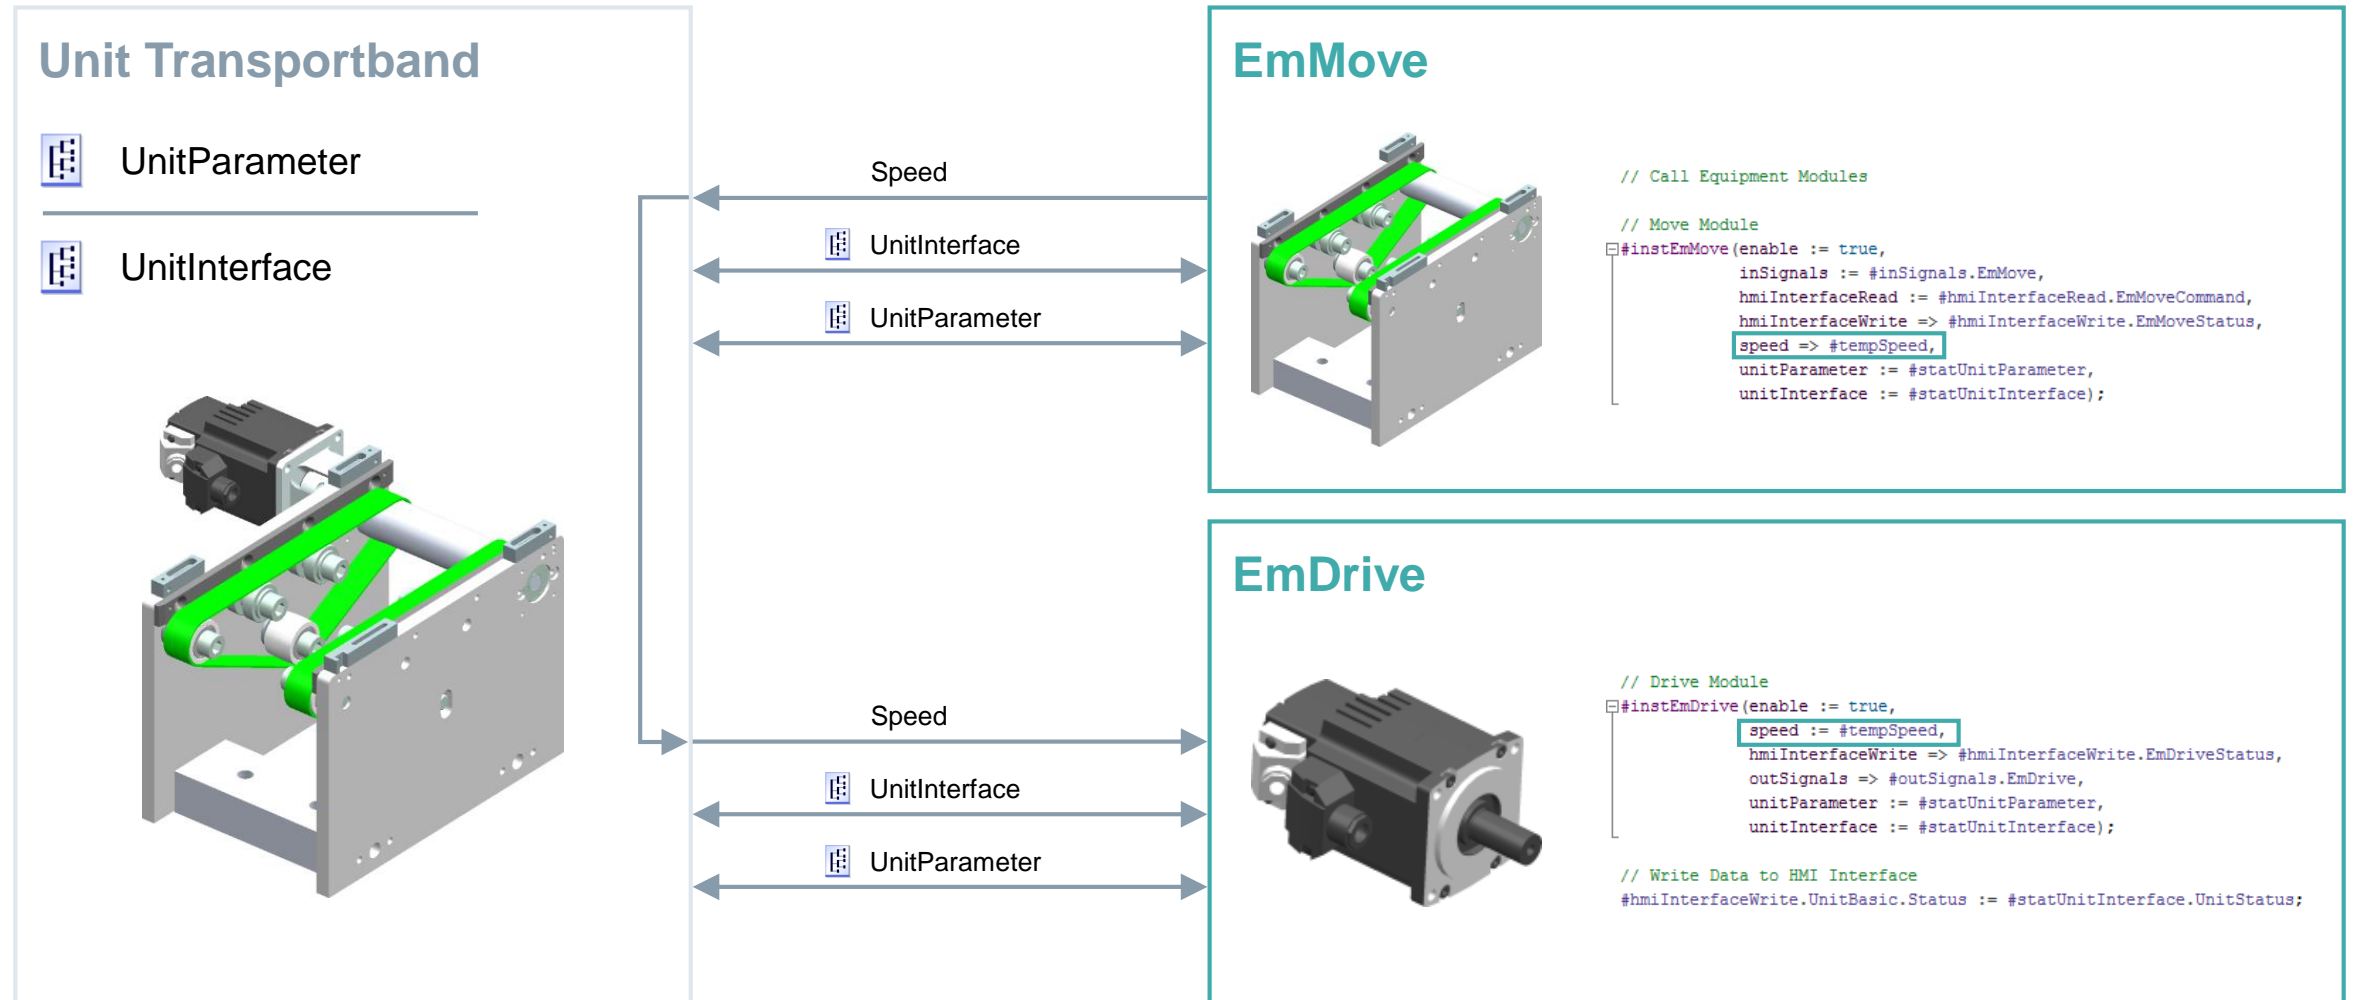 Unit Transportband
UnitParameter
UnitInterface
Speed
UnitInterface
UnitParameter
Speed
UnitInterface
UnitParameter
EmMove
// Call Equipment Modules
// Move Module
#instEmMove(enable := true,
inSignals := #inSignals.EmMove,
hmiInterfaceRead := #hmiInterfaceRead.EmMoveCommand,
hmiInterfaceWrite => #hmiInterfaceWrite.EmMoveStatus,
speed => #tempSpeed,
unitParameter := #statUnitParameter,
unitInterface := #statUnitInterface);
EmDrive
// Drive Module
#instEmDrive(enable := true,
speed := #tempSpeed,
hmiInterfaceWrite => #hmiInterfaceWrite.EmDriveStatus,
outSignals => #outSignals.EmDrive,
unitParameter := #statUnitParameter,
unitInterface := #statUnitInterface);
// Write Data to HMI Interface
#hmiInterfaceWrite.UnitBasic.Status := #statUnitInterface.UnitStatus;